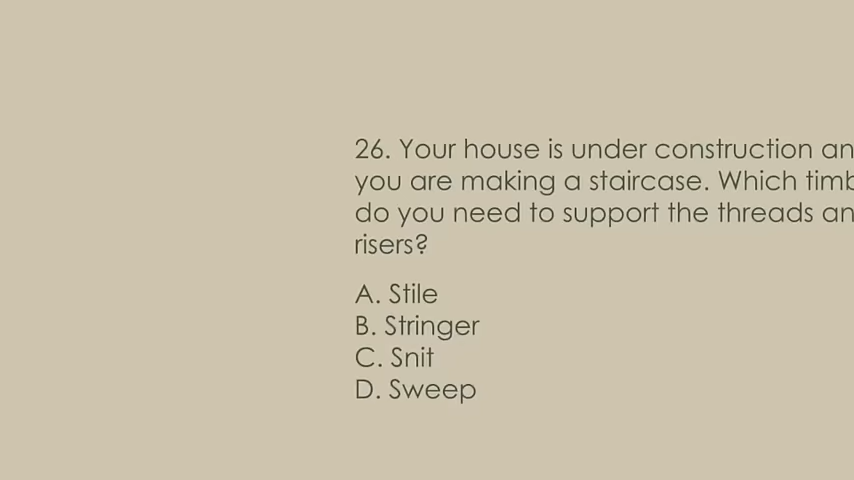 26. Your house is under construction an
you are making a staircase. Which timb
do you need to support the threads an
risers?
A. Stile
B. Stringer
C. Snit
D. Sweep